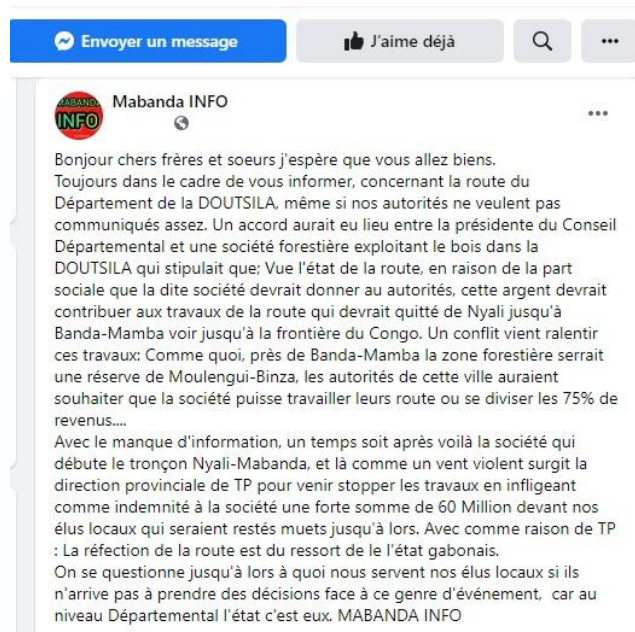 Envoyer un message
J'aime déjà
MABANDA
INFO
Mabanda INFO
Bonjour chers frères et soeurs j'espère que vous allez biens.
Toujours dans le cadre de vous informer, concernant la route du
Département de la DOUTSILA, même si nos autorités ne veulent pas
communiqués assez. Un accord aurait eu lieu entre la présidente du Conseil
Départemental et une société forestière exploitant le bois dans la
DOUTSILA qui stipulait que; Vue l'état de la route, en raison de la part
sociale que la dite société devrait donner au autorités, cette argent devrait
contribuer aux travaux de la route qui devrait quitté de Nyali jusqu'à
Banda-Mamba voir jusqu'à la frontière du Congo. Un conflit vient ralentir
ces travaux: Comme quoi, près de Banda-Mamba la zone forestière serrait
une réserve de Moulengui-Binza, les autorités de cette ville auraient
souhaiter que la société puisse travailler leurs route ou se diviser les 75% de
revenus....
Avec le manque d'information, un temps soit après voilà la société qui
débute le tronçon Nyali-Mabanda, et là comme un vent violent surgit la
direction provinciale de TP pour venir stopper les travaux en infligeant
comme indemnité à la société une forte somme de 60 Million devant nos
élus locaux qui seraient restés muets jusqu'à lors. Avec comme raison de TP
: La réfection de la route est du ressort de le l'état gabonais.
On se questionne jusqu'à lors à quoi nous servent nos élus locaux si ils
n'arrive pas à prendre des décisions face à ce genre d'événement, car au
niveau Départemental l'état c'est eux. MABANDA INFO